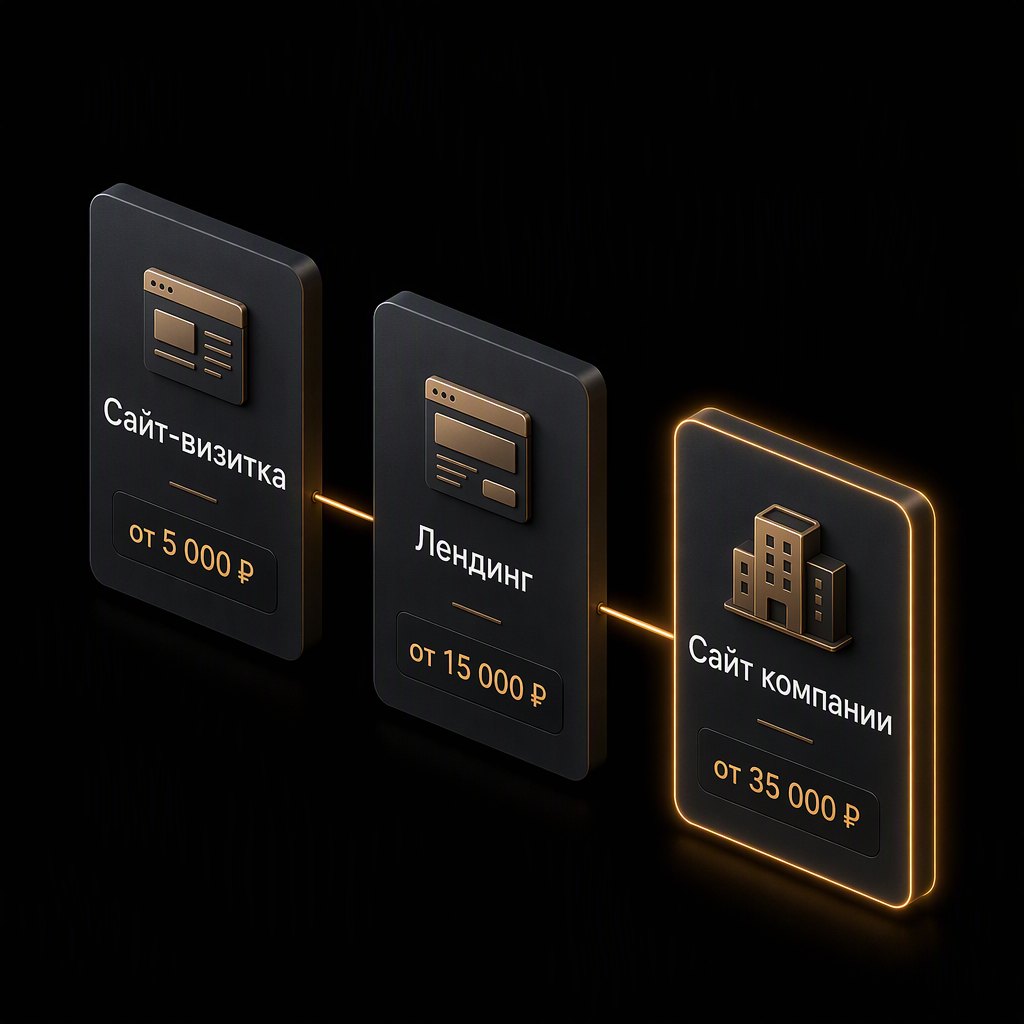 Сайт-визитка
от 5 000 ₽
Лендинг
от 15 000 ₽
Сайт компании
от 35 000 ₽